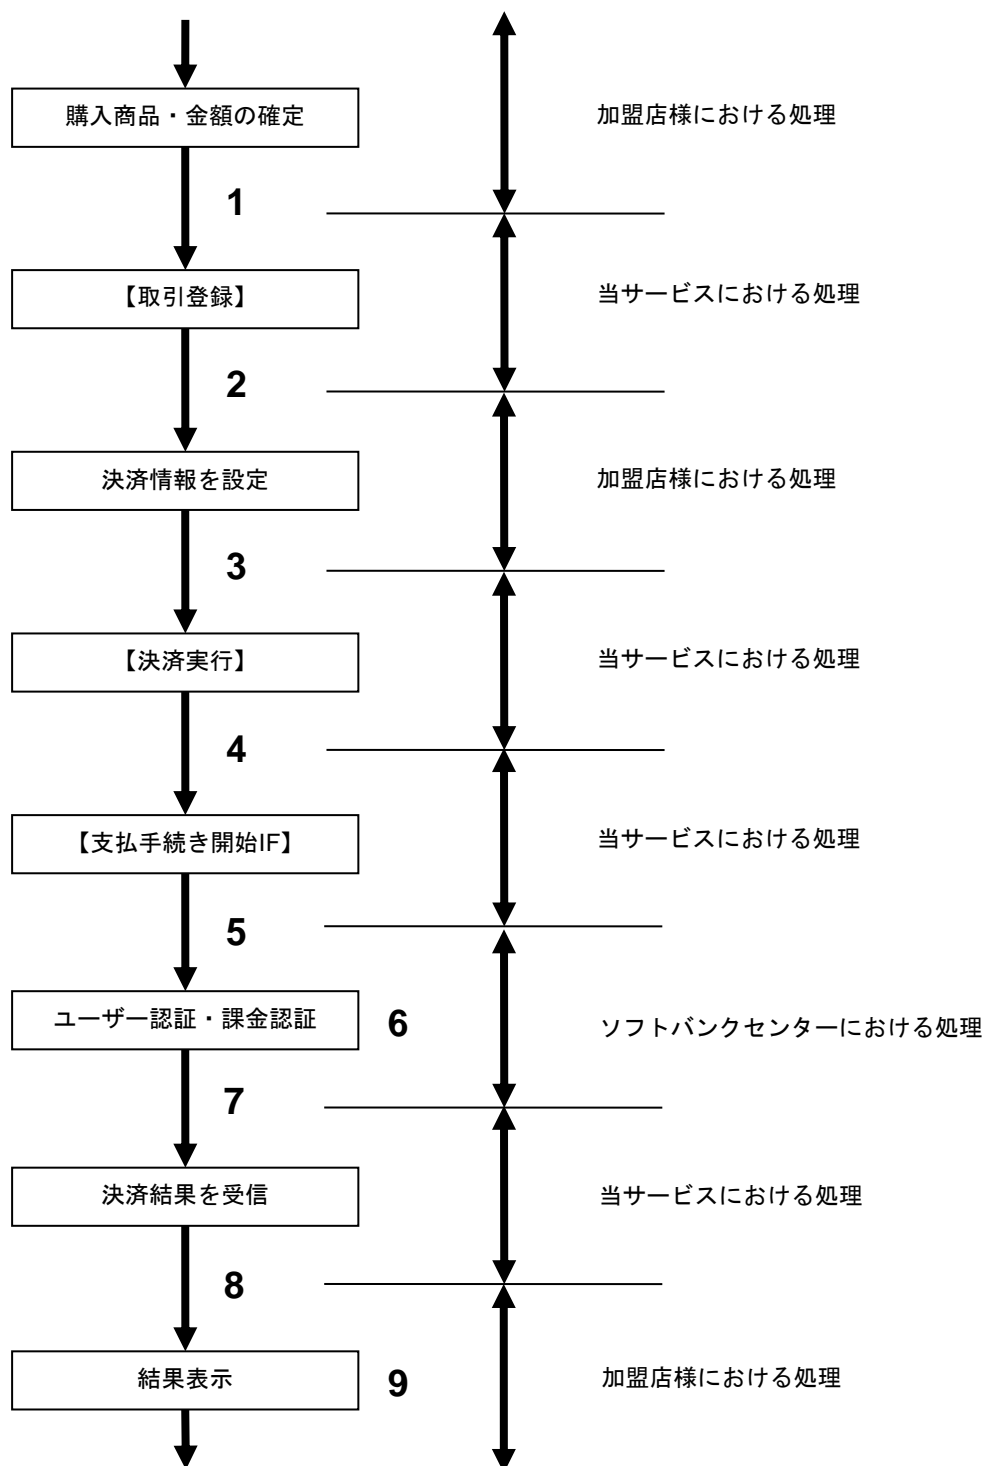 購入商品・金額の確定
加盟店様における処理
1
【取引登録】
当サービスにおける処理
2
決済情報を設定
加盟店様における処理
3
【決済実行】
当サービスにおける処理
4
【支払手続き開始IF】
当サービスにおける処理
5
ユーザー認証・課金認証
6
ソフトバンクセンターにおける処理
7
決済結果を受信
当サービスにおける処理
8
結果表示
9
加盟店様における処理